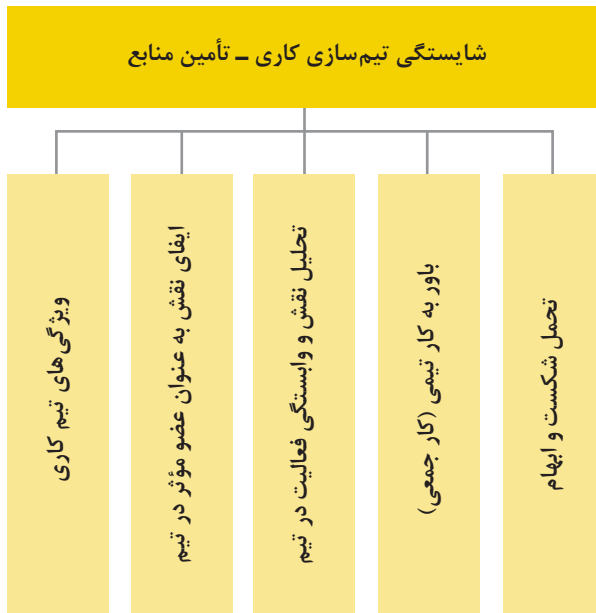 شایستگی تیم‌سازی کاری ـ تأمین منابع
تحمل شکست و ابهام
باور به کار تیمی (کار جمعی)
تحلیل نقش و وابستگی فعالیت در تیم
ایفای نقش به عنوان عضو مؤثر در تیم
ویژگی‌های تیم کاری